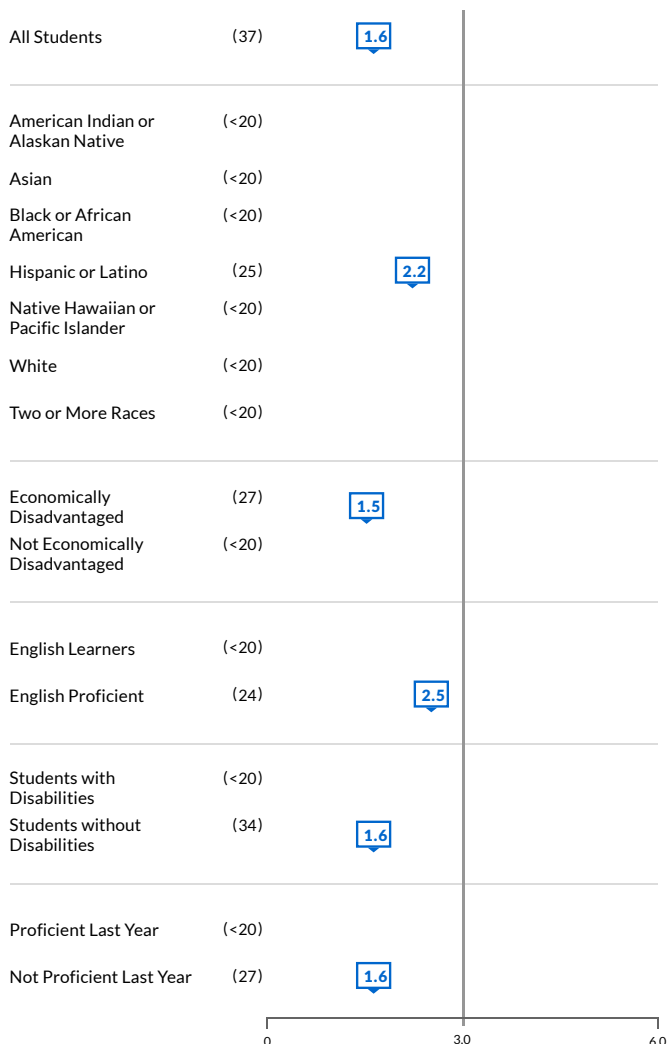 All Students (37) 1.6
American Indian or
Alaskan Native (<20)
Asian (<20)
Black or African
American (<20)
Hispanic or Latino (25) 2.2
Native Hawaiian or
Pacific Islander (<20)
White (<20)
Two or More Races (<20)
Economically
Disadvantaged (27) 1.5
Not Economically
Disadvantaged (<20)
English Learners (<20)
English Proficient (24) 2.5
Students with
Disabilities (<20)
Students without
Disabilities (34) 1.6
Proficient Last Year (<20)
Not Proficient Last Year (27) 1.6
0 3.0 6.0